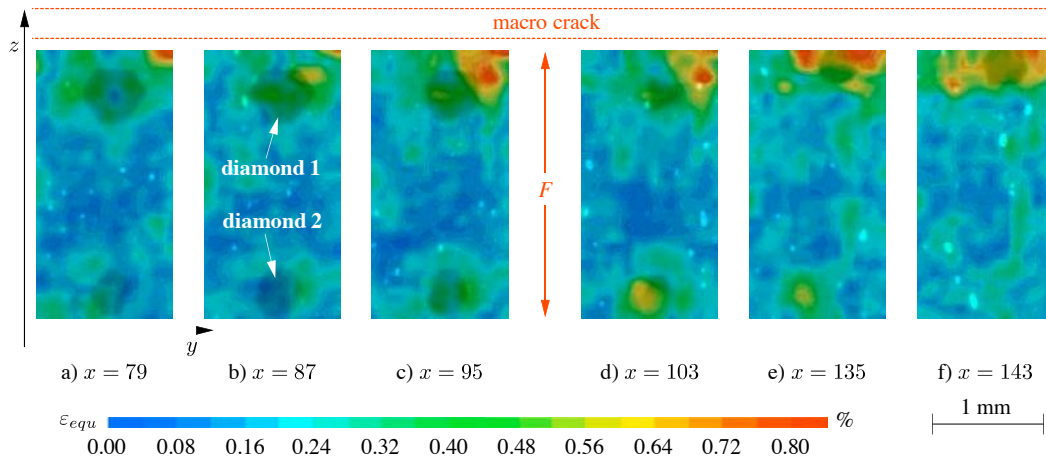 macro crack
z
diamond 1
diamond 2
F
y
a) x = 79
b) x = 87
c) x = 95
d) x = 103
e) x = 135
f) x = 143
ε_equ
%
0.00 0.08 0.16 0.24 0.32 0.40 0.48 0.56 0.64 0.72 0.80
1 mm